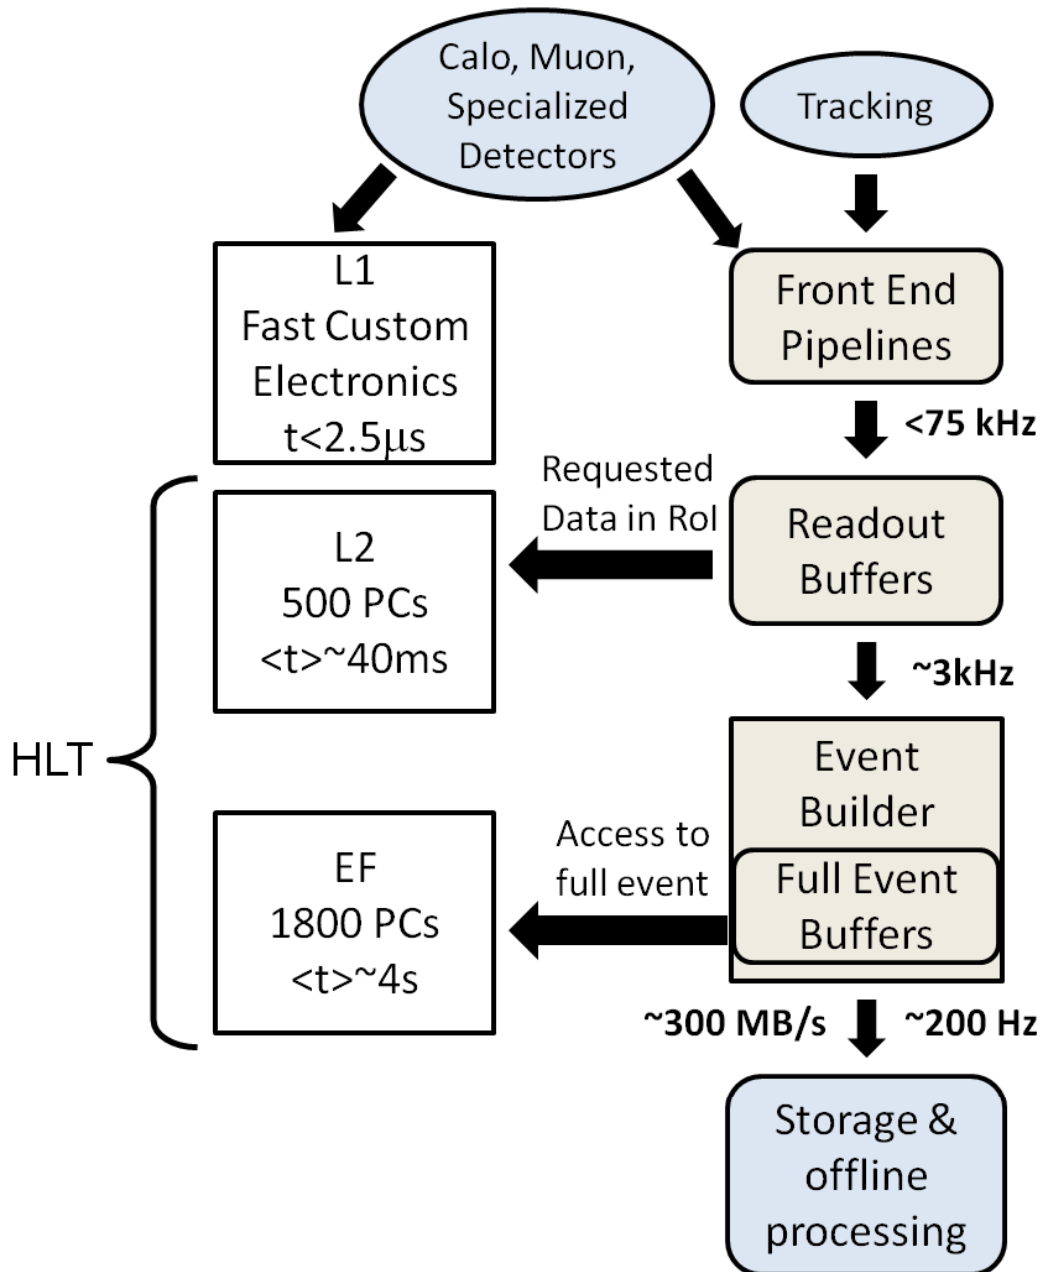 Calo, Muon,
Specialized
Detectors
Tracking
L1
Fast Custom
Electronics
t<2.5μs
Front End
Pipelines
<75 kHz
Requested
Data in RoI
Readout
Buffers
L2
500 PCs
<t>~40ms
~3kHz
HLT
Event
Builder
Full Event
Buffers
Access to
full event
EF
1800 PCs
<t>~4s
~300 MB/s
~200 Hz
Storage &
offline
processing